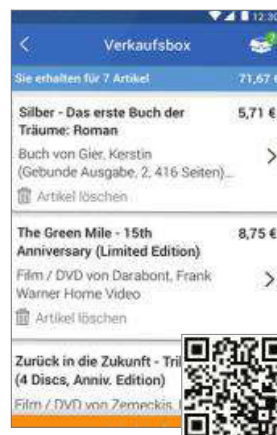 12:30
Verkaufsbox
Sie erhalten für 7 Artikel 71,67 €
Silber - Das erste Buch der 5,71 €
Träume: Roman
Buch von Gier, Kerstin
(Gebunde Ausgabe, 2, 416 Seiten)...
Artikel löschen
The Green Mile - 15th 8,75 €
Anniversary (Limited Edition)
Film / DVD von Darabont, Frank
Warner Home Video
Artikel löschen
Zurück in die Zukunft - Tri
(4 Discs, Anniv. Edition)
Film / DVD von Zemeckis,